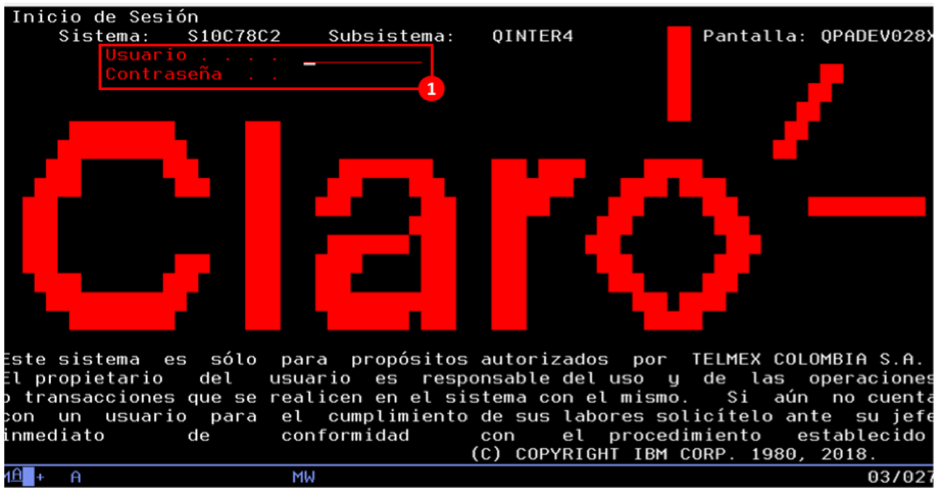 Inicio de Sesión
Sistema: S10C78C2 Subsistema: QINTER4 Pantalla: QPADEV028X
Usuario . . . .
Contraseña . .
1
Claro
Este sistema es sólo para propósitos autorizados por TELMEX COLOMBIA S.A.
El propietario del usuario es responsable del uso y de las operaciones
o transacciones que se realicen en el sistema con el mismo. Si aún no cuenta
con un usuario para el cumplimiento de sus labores solicítelo ante su jefe
inmediato de conformidad con el procedimiento establecido
(C) COPYRIGHT IBM CORP. 1980, 2018.
A MW 03/027